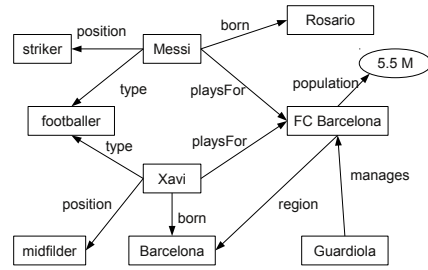 Rosario
born
position
striker
Messi
5.5 M
population
type
playsFor
footballer
FC Barcelona
playsFor
type
Xavi
manages
position
region
born
midfilder
Barcelona
Guardiola